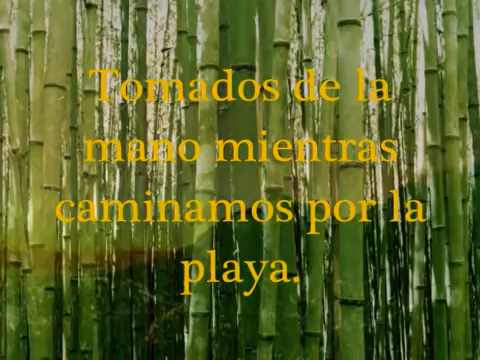 Tomados de la
mano mientras
caminamos por la
playa.